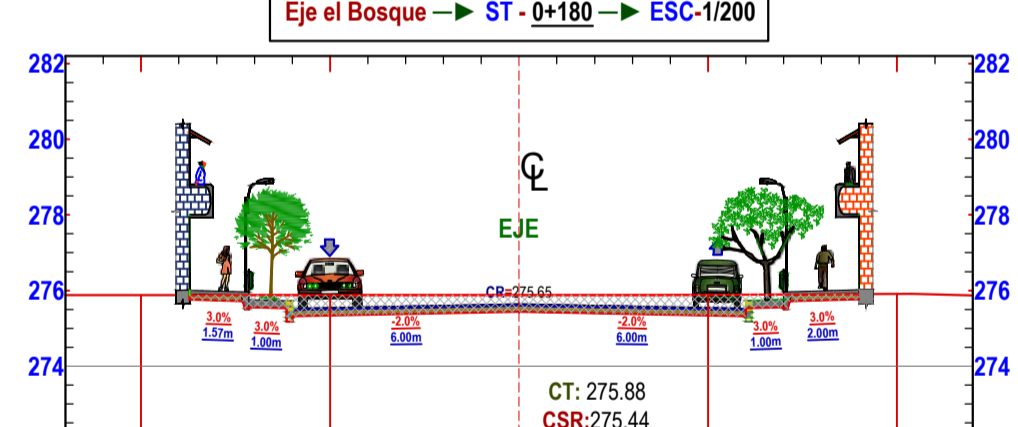 Eje el Bosque ST - 0+180 ESC-1/200
282 282
280 280
CL
278 278
EJE
276 CR=275.65 276
3.0% 3.0% -2.0% -2.0% 3.0% 3.0%
1.57m 1.00m 6.00m 6.00m 1.00m 2.00m
274 274
CT: 275.88
CSR:275.44